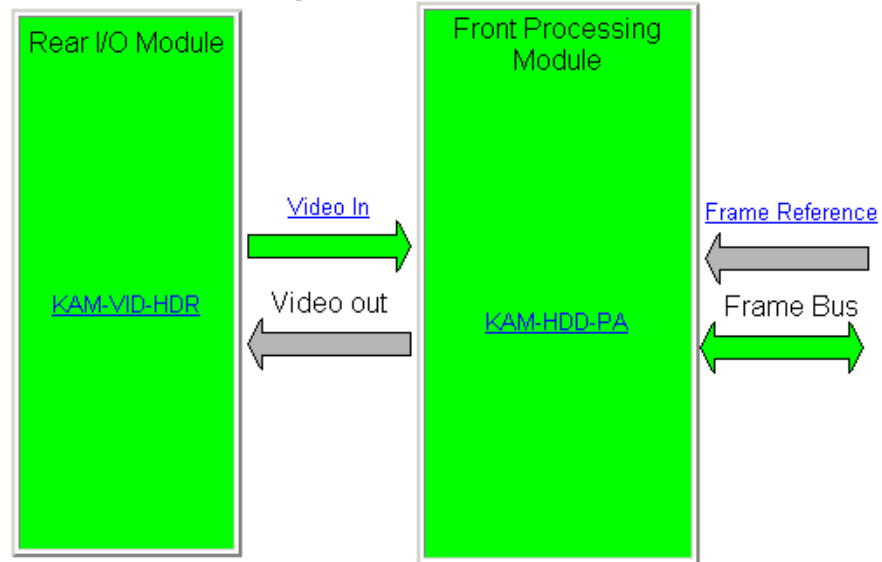 Rear I/O Module
Front Processing
Module
Video In
Frame Reference
KAM-VID-HDR
Video out
KAM-HDD-PA
Frame Bus